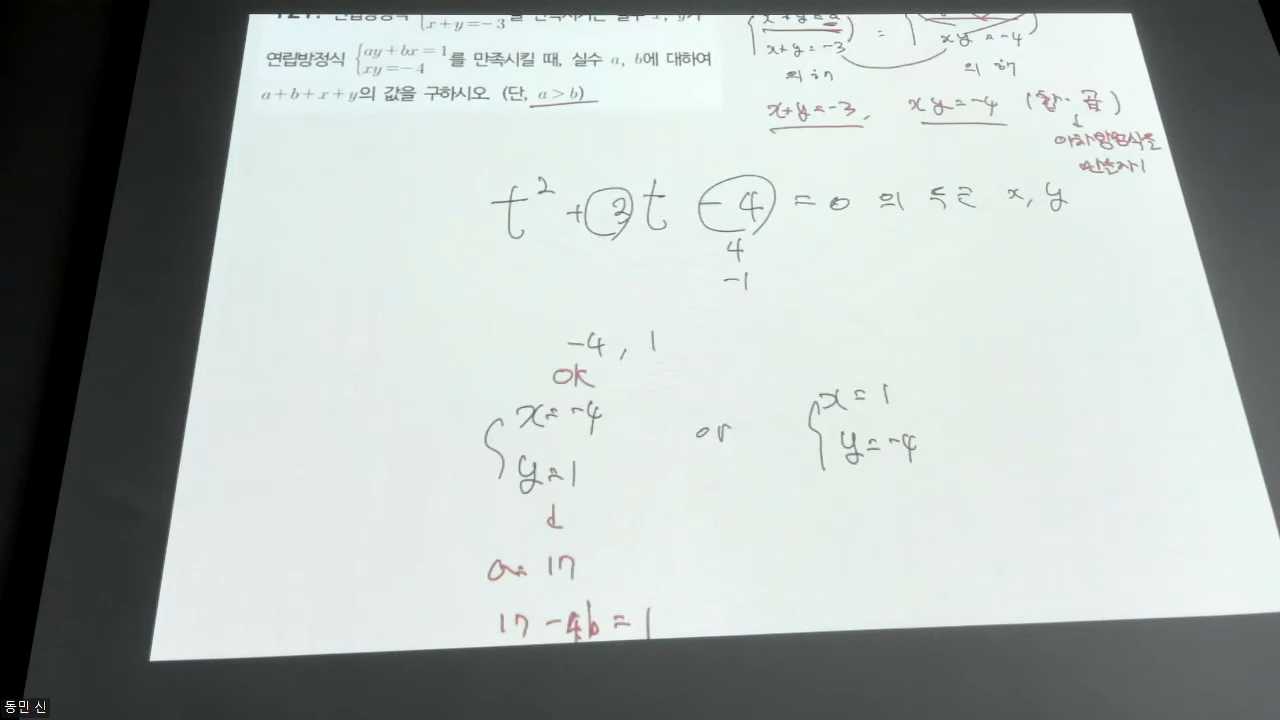 x+y=-3
연립방정식 {ay+bx=1 xy=-4 를 만족시킬 때, 실수 a, b에 대하여
a+b+x+y의 값을 구하시오 (단, a>b)
x+y=-3 = xy=-4
의 해 의 해
x+y=-3, xy=-4 (합·곱)
이차방정식을
만들자!
t²+3t-4=0 의 두근 x, y
4
-1
-4, 1
OK
{x=-4 y=1 or {x=1 y=-4
a=17
17-4b=1
동민 신